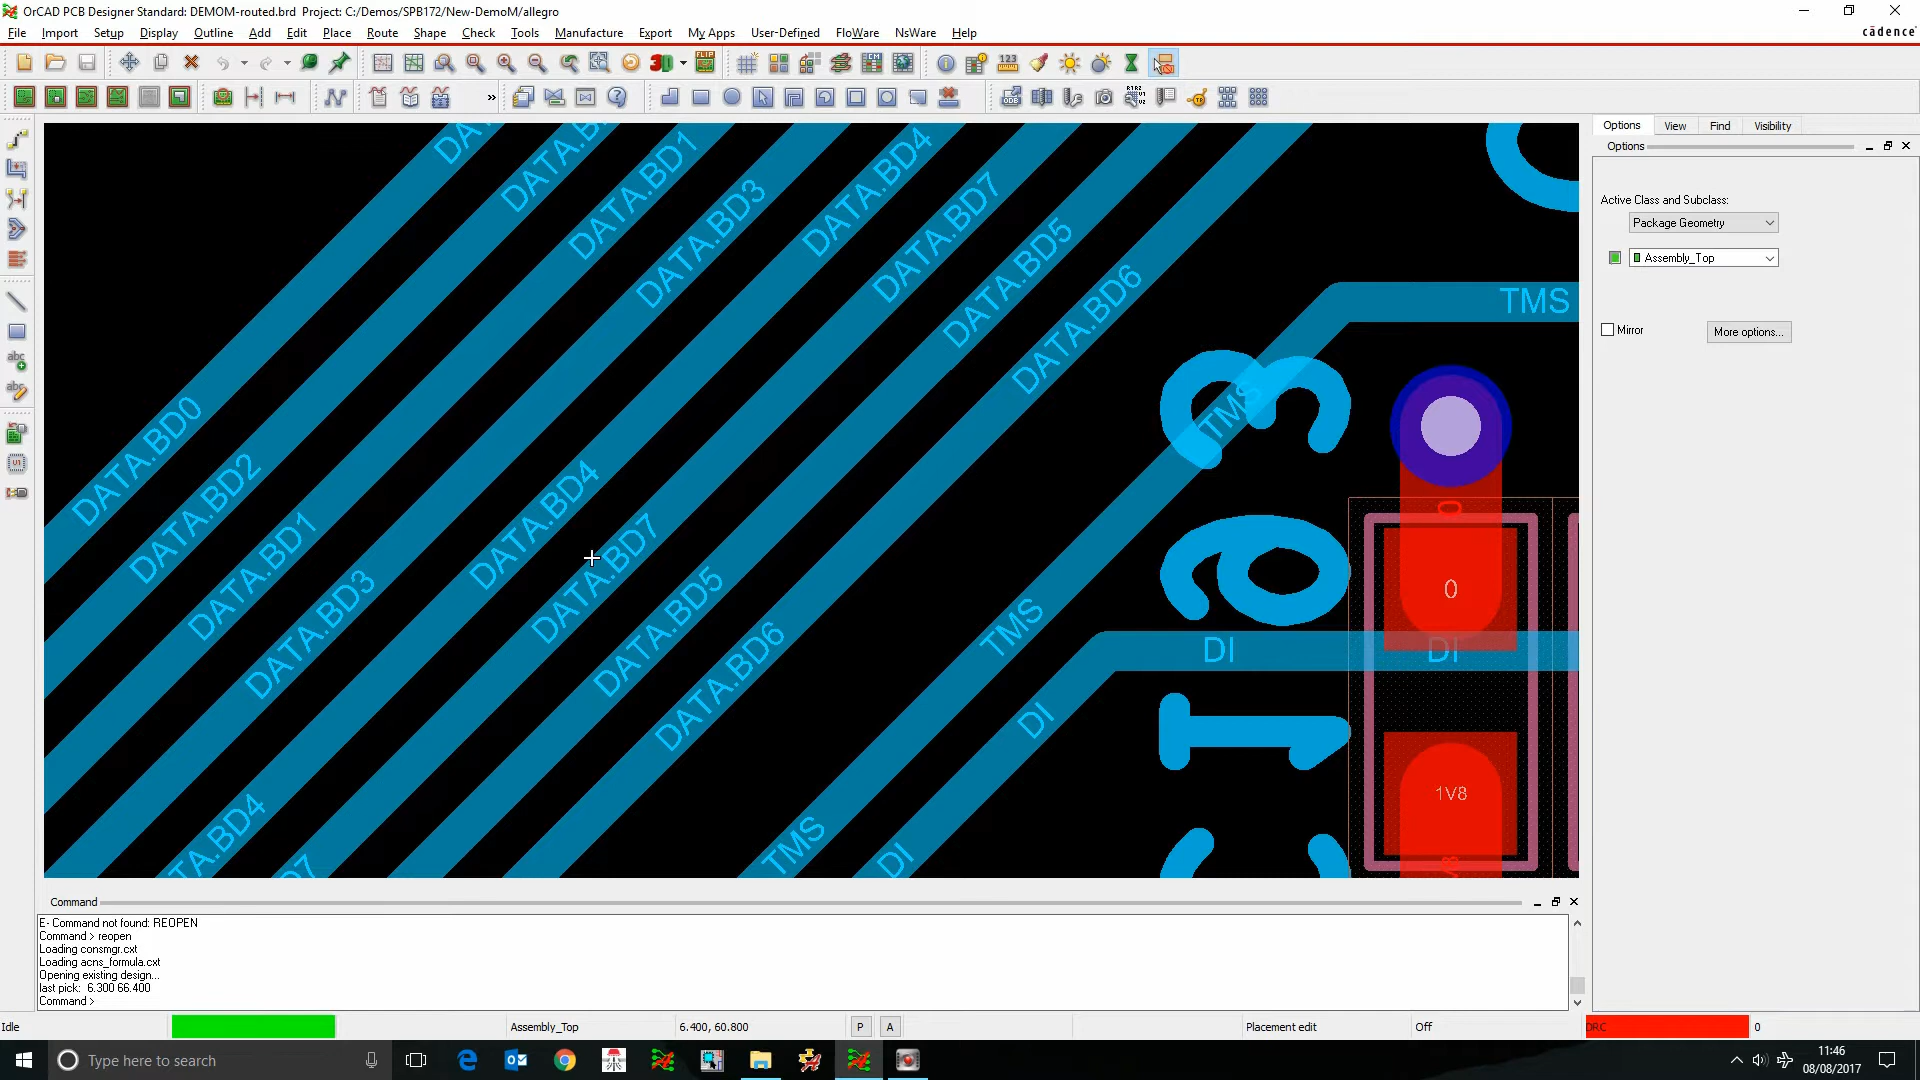 OrCAD PCB Designer Standard: DEMOM-routed.brd  Project: C:/Demos/SPB172/New-DemoM/allegro
File Import Setup Display Outline Add Edit Place Route Shape Check Tools Manufacture Export My Apps User-Defined FloWare NsWare Help
cādence
3D FLIP 123
Options View Find Visibility
Options
Active Class and Subclass:
Package Geometry
Assembly_Top
Mirror More options...
DATA.BD1
DATA.BD4
DATA.BD3
DATA.BD7
DATA.BD5
DATA.BD6
TMS
TMS
DATA.BD0
DATA.BD2
DATA.BD4
DATA.BD1
DATA.BD7
DATA.BD3
DATA.BD5
0
TMS
DATA.BD6
DI
DI
DI
1V8
TMS
DI
C193
Command
E- Command not found: REOPEN
Command > reopen
Loading consmgr.cxt
Loading acns_formula.cxt
Opening existing design...
last pick:  6.300 66.400
Command >
Idle Assembly_Top 6.400, 60.800 P A Placement edit Off DRC 0
Type here to search
11:46
08/08/2017